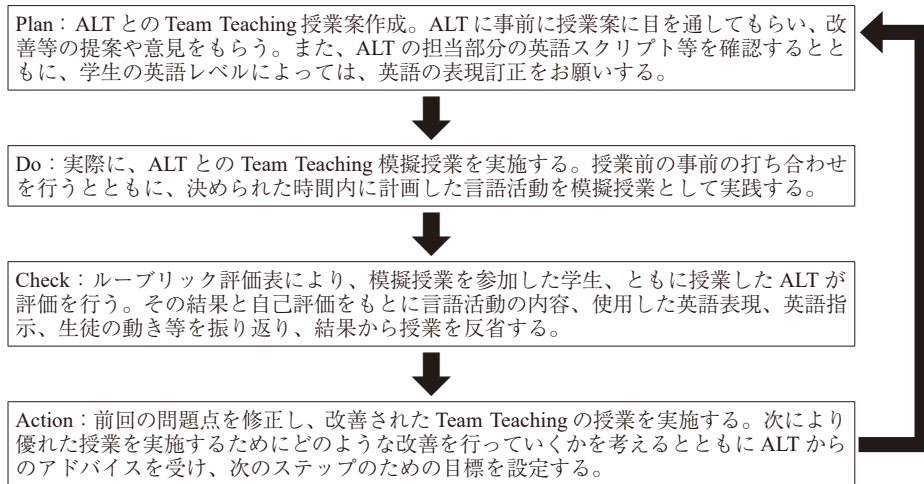 Plan：ALT との Team Teaching 授業案作成。ALT に事前に授業案に目を通してもらい、改
善等の提案や意見をもらう。また、ALT の担当部分の英語スクリプト等を確認するとと
もに、学生の英語レベルによっては、英語の表現訂正をお願いする。
Do：実際に、ALT との Team Teaching 模擬授業を実施する。授業前の事前の打ち合わせ
を行うとともに、決められた時間内に計画した言語活動を模擬授業として実践する。
Check：ルーブリック評価表により、模擬授業を参加した学生、ともに授業した ALT が
評価を行う。その結果と自己評価をもとに言語活動の内容、使用した英語表現、英語指
示、生徒の動き等を振り返り、結果から授業を反省する。
Action：前回の問題点を修正し、改善された Team Teaching の授業を実施する。次により
優れた授業を実施するためにどのような改善を行っていくかを考えるとともに ALT から
のアドバイスを受け、次のステップのための目標を設定する。